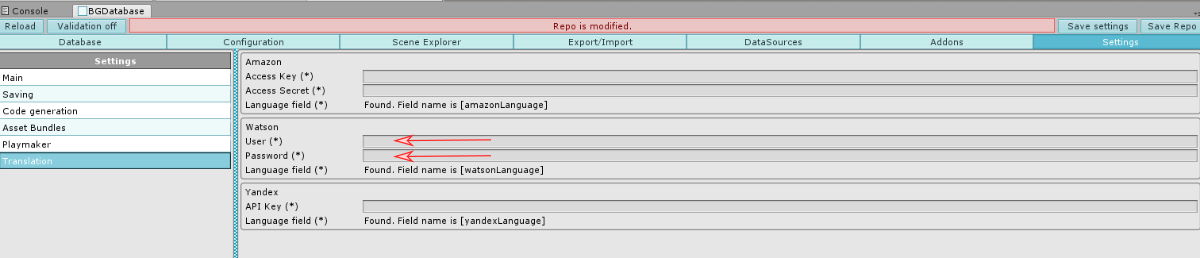 Console BGDatabase
Reload Validation off Repo is modified. Save settings Save Repo
Database Configuration Scene Explorer Export/Import DataSources Addons Settings
Settings
Main
Saving
Code generation
Asset Bundles
Playmaker
Translation
Amazon
Access Key (*)
Access Secret (*)
Language field (*) Found. Field name is [amazonLanguage]
Watson
User (*)
Password (*)
Language field (*) Found. Field name is [watsonLanguage]
Yandex
API Key (*)
Language field (*) Found. Field name is [yandexLanguage]